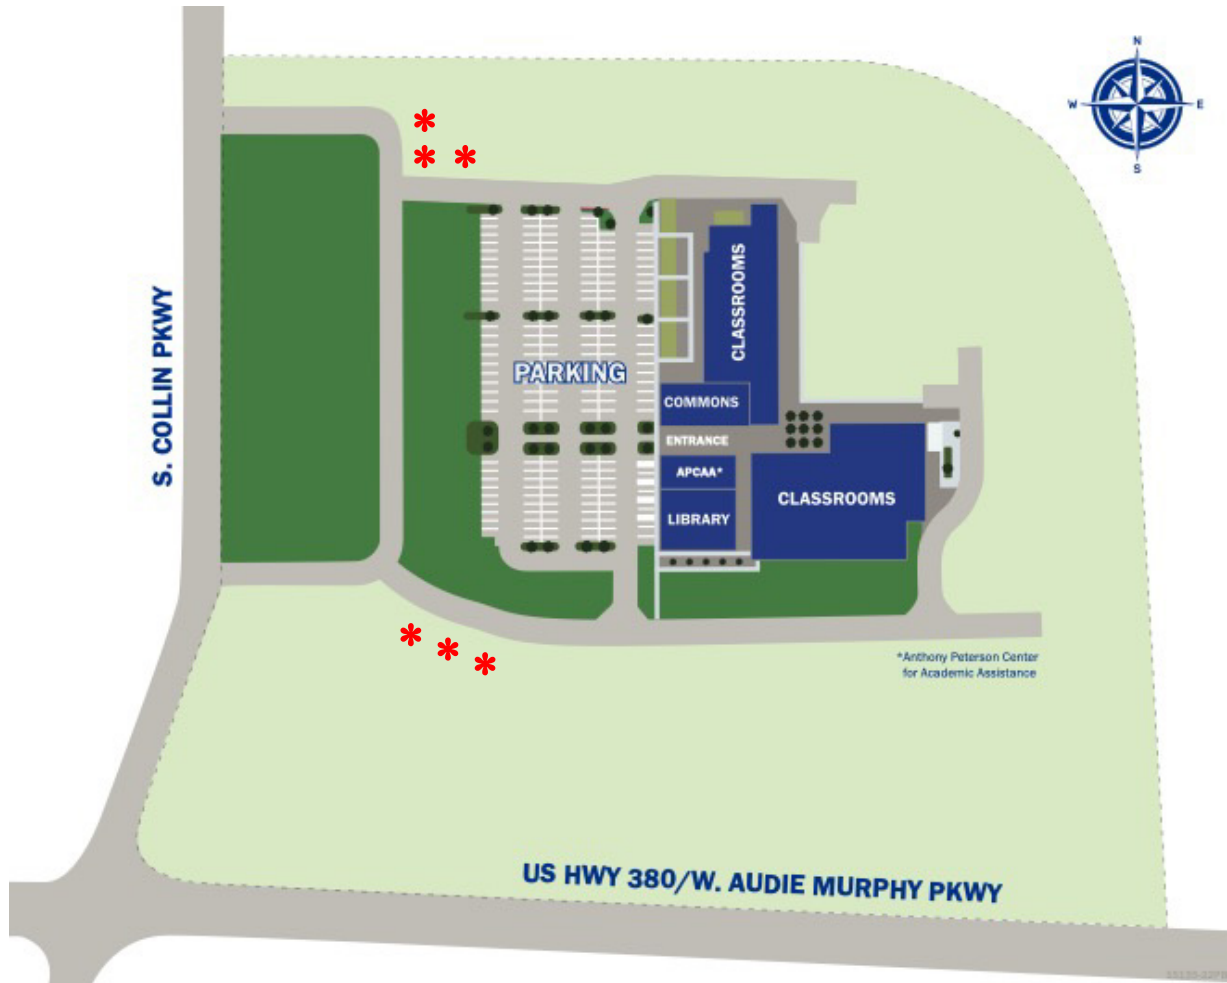 N
W
E
S
S. COLLIN PKWY
CLASSROOMS
PARKING
COMMONS
ENTRANCE
APCAA*
LIBRARY
CLASSROOMS
*Anthony Peterson Center
for Academic Assistance
US HWY 380/W. AUDIE MURPHY PKWY